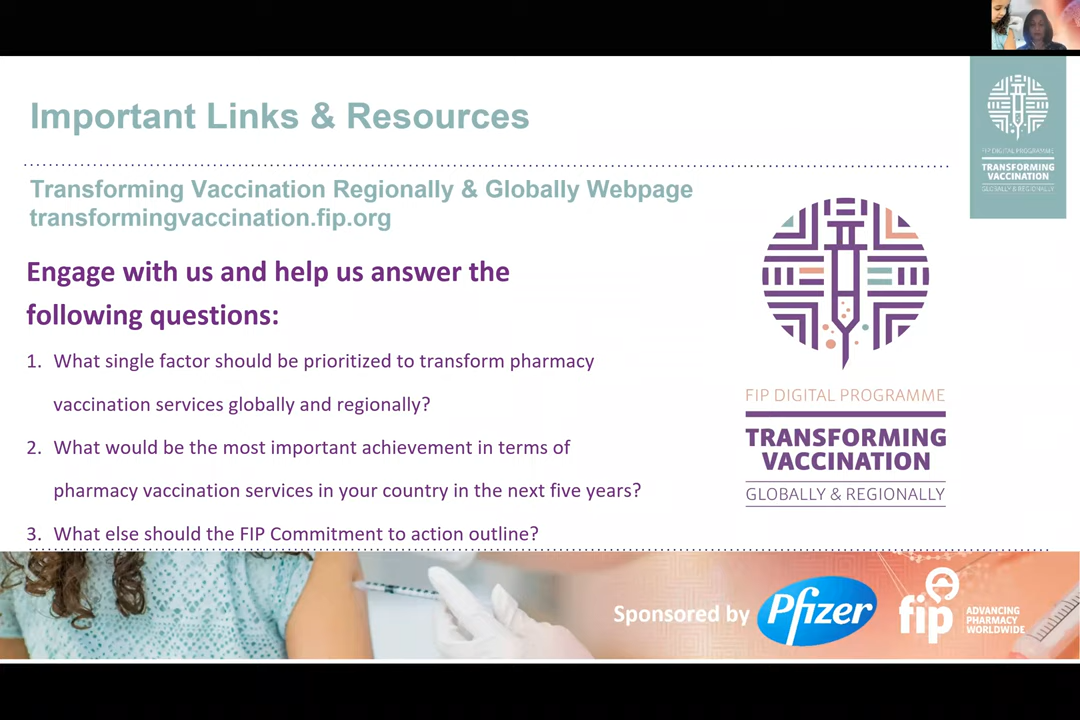 Important Links & Resources
FIP DIGITAL PROGRAMME
TRANSFORMING
VACCINATION
GLOBALLY & REGIONALLY
Transforming Vaccination Regionally & Globally Webpage
transformingvaccination.fip.org
Engage with us and help us answer the
following questions:
1. What single factor should be prioritized to transform pharmacy
vaccination services globally and regionally?
2. What would be the most important achievement in terms of
pharmacy vaccination services in your country in the next five years?
3. What else should the FIP Commitment to action outline?
FIP DIGITAL PROGRAMME
TRANSFORMING
VACCINATION
GLOBALLY & REGIONALLY
Sponsored by
Pfizer
fip
ADVANCING
PHARMACY
WORLDWIDE